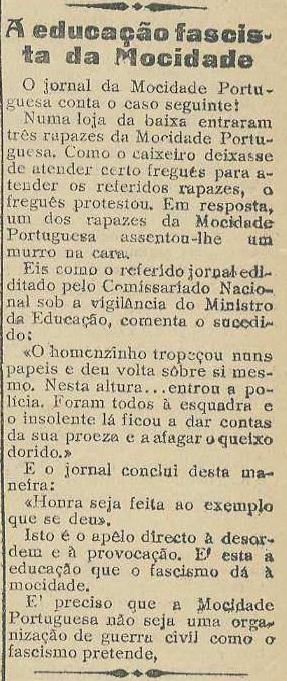 A educação fascis-
ta da Mocidade
O jornal da Mocidade Portu-
guesa conta o caso seguinte:
Numa loja da baixa entraram
três rapazes da Mocidade Portu-
guesa. Como o caixeiro deixasse
de atender certo freguês para a-
tender os referidos rapazes, o
freguês protestou. Em resposta,
um dos rapazes da Mocidade
Portuguesa assentou-lhe um
murro na cara.
Eis como o referido jornal edi-
ditado pelo Comissariado Nacio-
nal sob a vigilância do Ministro
da Educação, comenta o sucedi-
do:
«O homenzinho tropeçou nuns
papeis e deu volta sôbre si mes-
mo. Nesta altura...entrou a po-
lícia. Foram todos à esquadra e
o insolente lá ficou a dar contas
da sua proeza e a afagar o queixo
dorido.»
E o jornal conclui desta ma-
neira:
«Honra seja feita ao exemplo
que se deu».
Isto é o apêlo directo à desor-
dem e à provocação. E' esta a
educação que o fascismo dá à
mocidade.
E' preciso que a Mocidade
Portuguesa não seja uma orga-
nização de guerra civil como o
fascismo pretende,